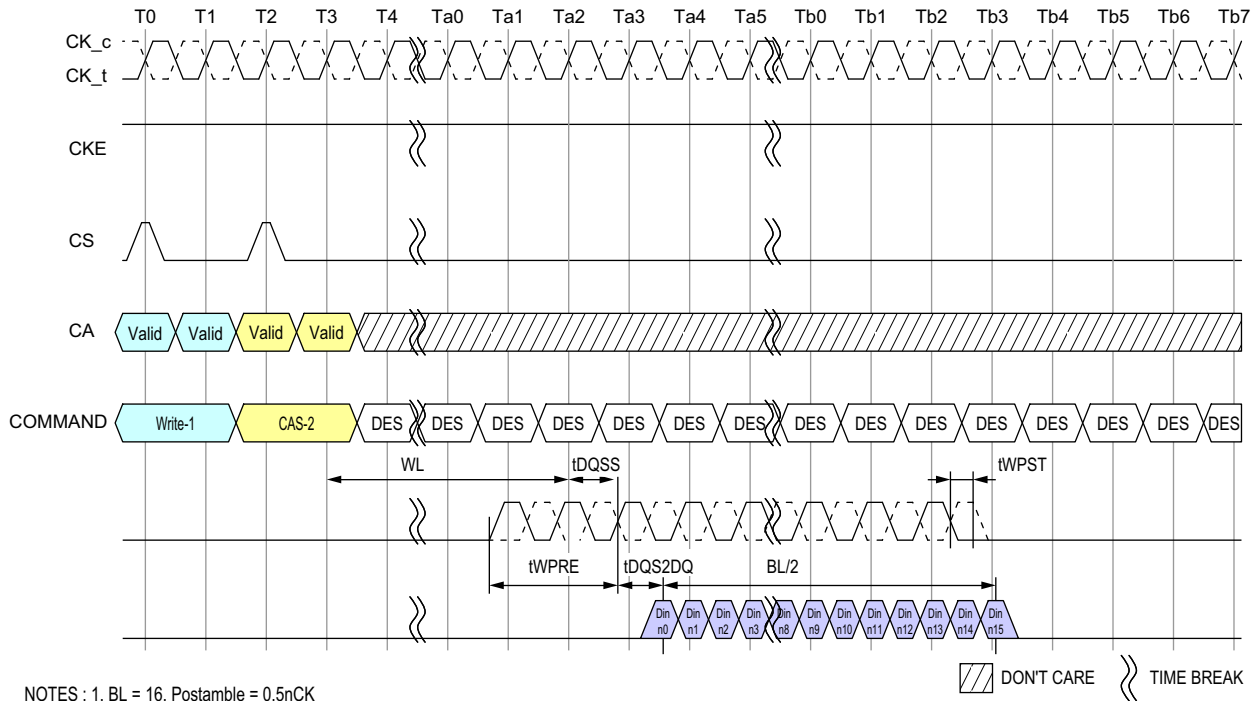 T0 T1 T2 T3 T4 Ta0 Ta1 Ta2 Ta3 Ta4 Ta5 Tb0 Tb1 Tb2 Tb3 Tb4 Tb5 Tb6 Tb7
CK_c
CK_t
CKE
CS
CA Valid Valid Valid Valid
COMMAND Write-1 CAS-2 DES DES DES DES DES DES DES DES DES DES DES DES DES DES DES
WL tDQSS tWPST
tWPRE tDQS2DQ BL/2
Din Din Din Din Din Din Din Din Din Din Din Din
n0 n1 n2 n3 n8 n9 n10 n11 n12 n13 n14 n15
DON'T CARE TIME BREAK
NOTES : 1. BL = 16, Postamble = 0.5nCK